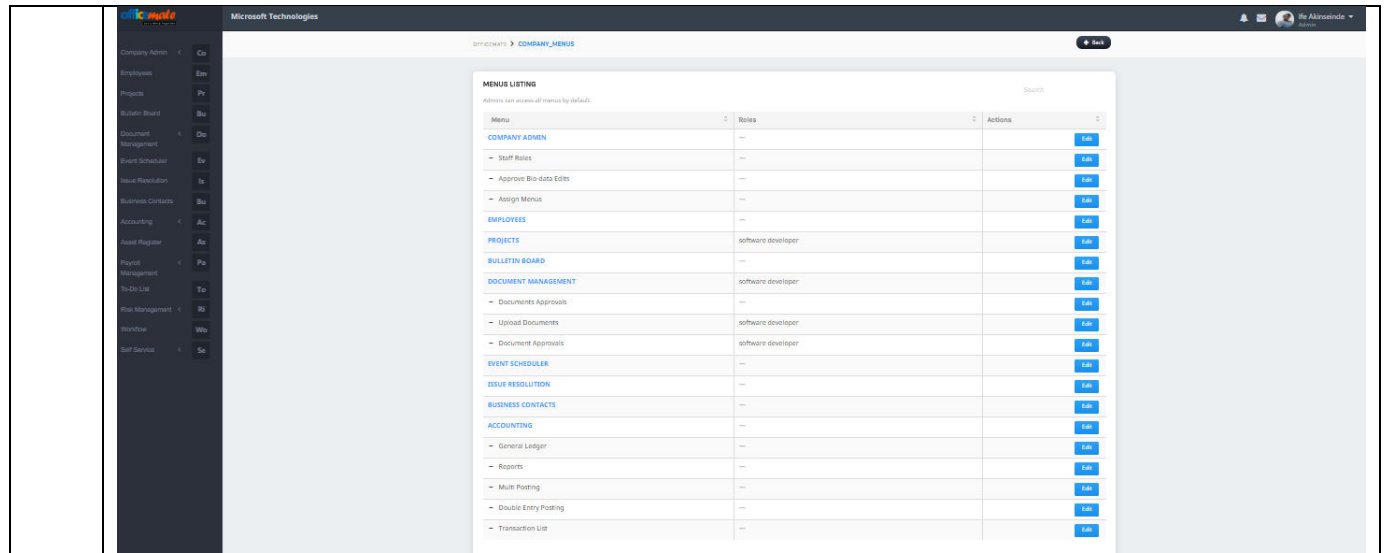 officemate
Microsoft Technologies
Ife Akinseinde
Admin
Company Admin < Co
Employees Em
Projects Pr
Bulletin Board Bu
Document < Do
Management
Event Scheduler Ev
Issue Resolution Is
Business Contacts Bu
Accounting < Ac
Asset Register As
Payroll < Pa
Management
To-Do List To
Risk Management < Ri
Workflow Wo
Self Service < Se
OFFICEMATE > COMPANY_MENUS
Back
MENUS LISTING
Search
Admins can access all menus by default.
Menu Roles Actions
COMPANY ADMIN — Edit
– Staff Roles — Edit
– Approve Bio-data Edits — Edit
– Assign Menus — Edit
EMPLOYEES — Edit
PROJECTS software developer Edit
BULLETIN BOARD — Edit
DOCUMENT MANAGEMENT software developer Edit
– Documents Approvals — Edit
– Upload Documents software developer Edit
– Document Approvals software developer Edit
EVENT SCHEDULER — Edit
ISSUE RESOLUTION — Edit
BUSINESS CONTACTS — Edit
ACCOUNTING — Edit
– General Ledger — Edit
– Reports — Edit
– Multi Posting — Edit
– Double Entry Posting — Edit
– Transaction List — Edit